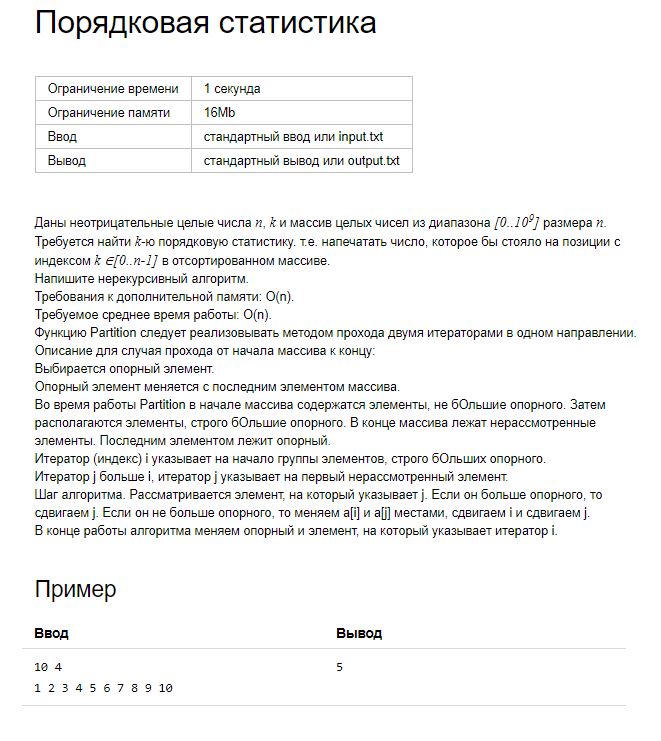 Порядковая статистика
Ограничение времени 1 секунда
Ограничение памяти 16Mb
Ввод стандартный ввод или input.txt
Вывод стандартный вывод или output.txt
Даны неотрицательные целые числа n, k и массив целых чисел из диапазона [0..10⁹] размера n.
Требуется найти k-ю порядковую статистику. т.е. напечатать число, которое бы стояло на позиции с
индексом k ∈[0..n-1] в отсортированном массиве.
Напишите нерекурсивный алгоритм.
Требования к дополнительной памяти: O(n).
Требуемое среднее время работы: O(n).
Функцию Partition следует реализовывать методом прохода двумя итераторами в одном направлении.
Описание для случая прохода от начала массива к концу:
Выбирается опорный элемент.
Опорный элемент меняется с последним элементом массива.
Во время работы Partition в начале массива содержатся элементы, не бОльшие опорного. Затем
располагаются элементы, строго бОльшие опорного. В конце массива лежат нерассмотренные
элементы. Последним элементом лежит опорный.
Итератор (индекс) i указывает на начало группы элементов, строго бОльших опорного.
Итератор j больше i, итератор j указывает на первый нерассмотренный элемент.
Шаг алгоритма. Рассматривается элемент, на который указывает j. Если он больше опорного, то
сдвигаем j. Если он не больше опорного, то меняем a[i] и a[j] местами, сдвигаем i и сдвигаем j.
В конце работы алгоритма меняем опорный и элемент, на который указывает итератор i.
Пример
Ввод Вывод
10 4 5
1 2 3 4 5 6 7 8 9 10